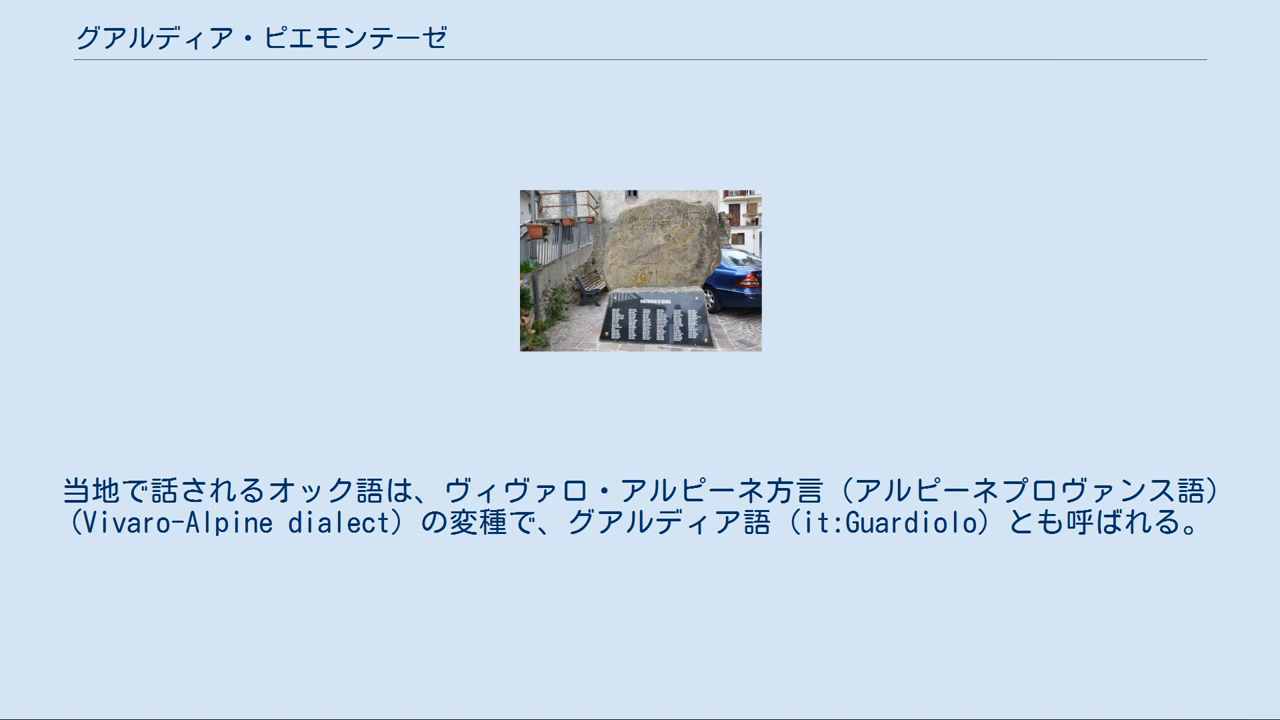 グアルディア・ピエモンテーゼ
当地で話されるオック語は、ヴィヴァロ・アルピーネ方言（アルピーネプロヴァンス語）
（Vivaro-Alpine dialect）の変種で、グアルディア語（it:Guardiolo）とも呼ばれる。